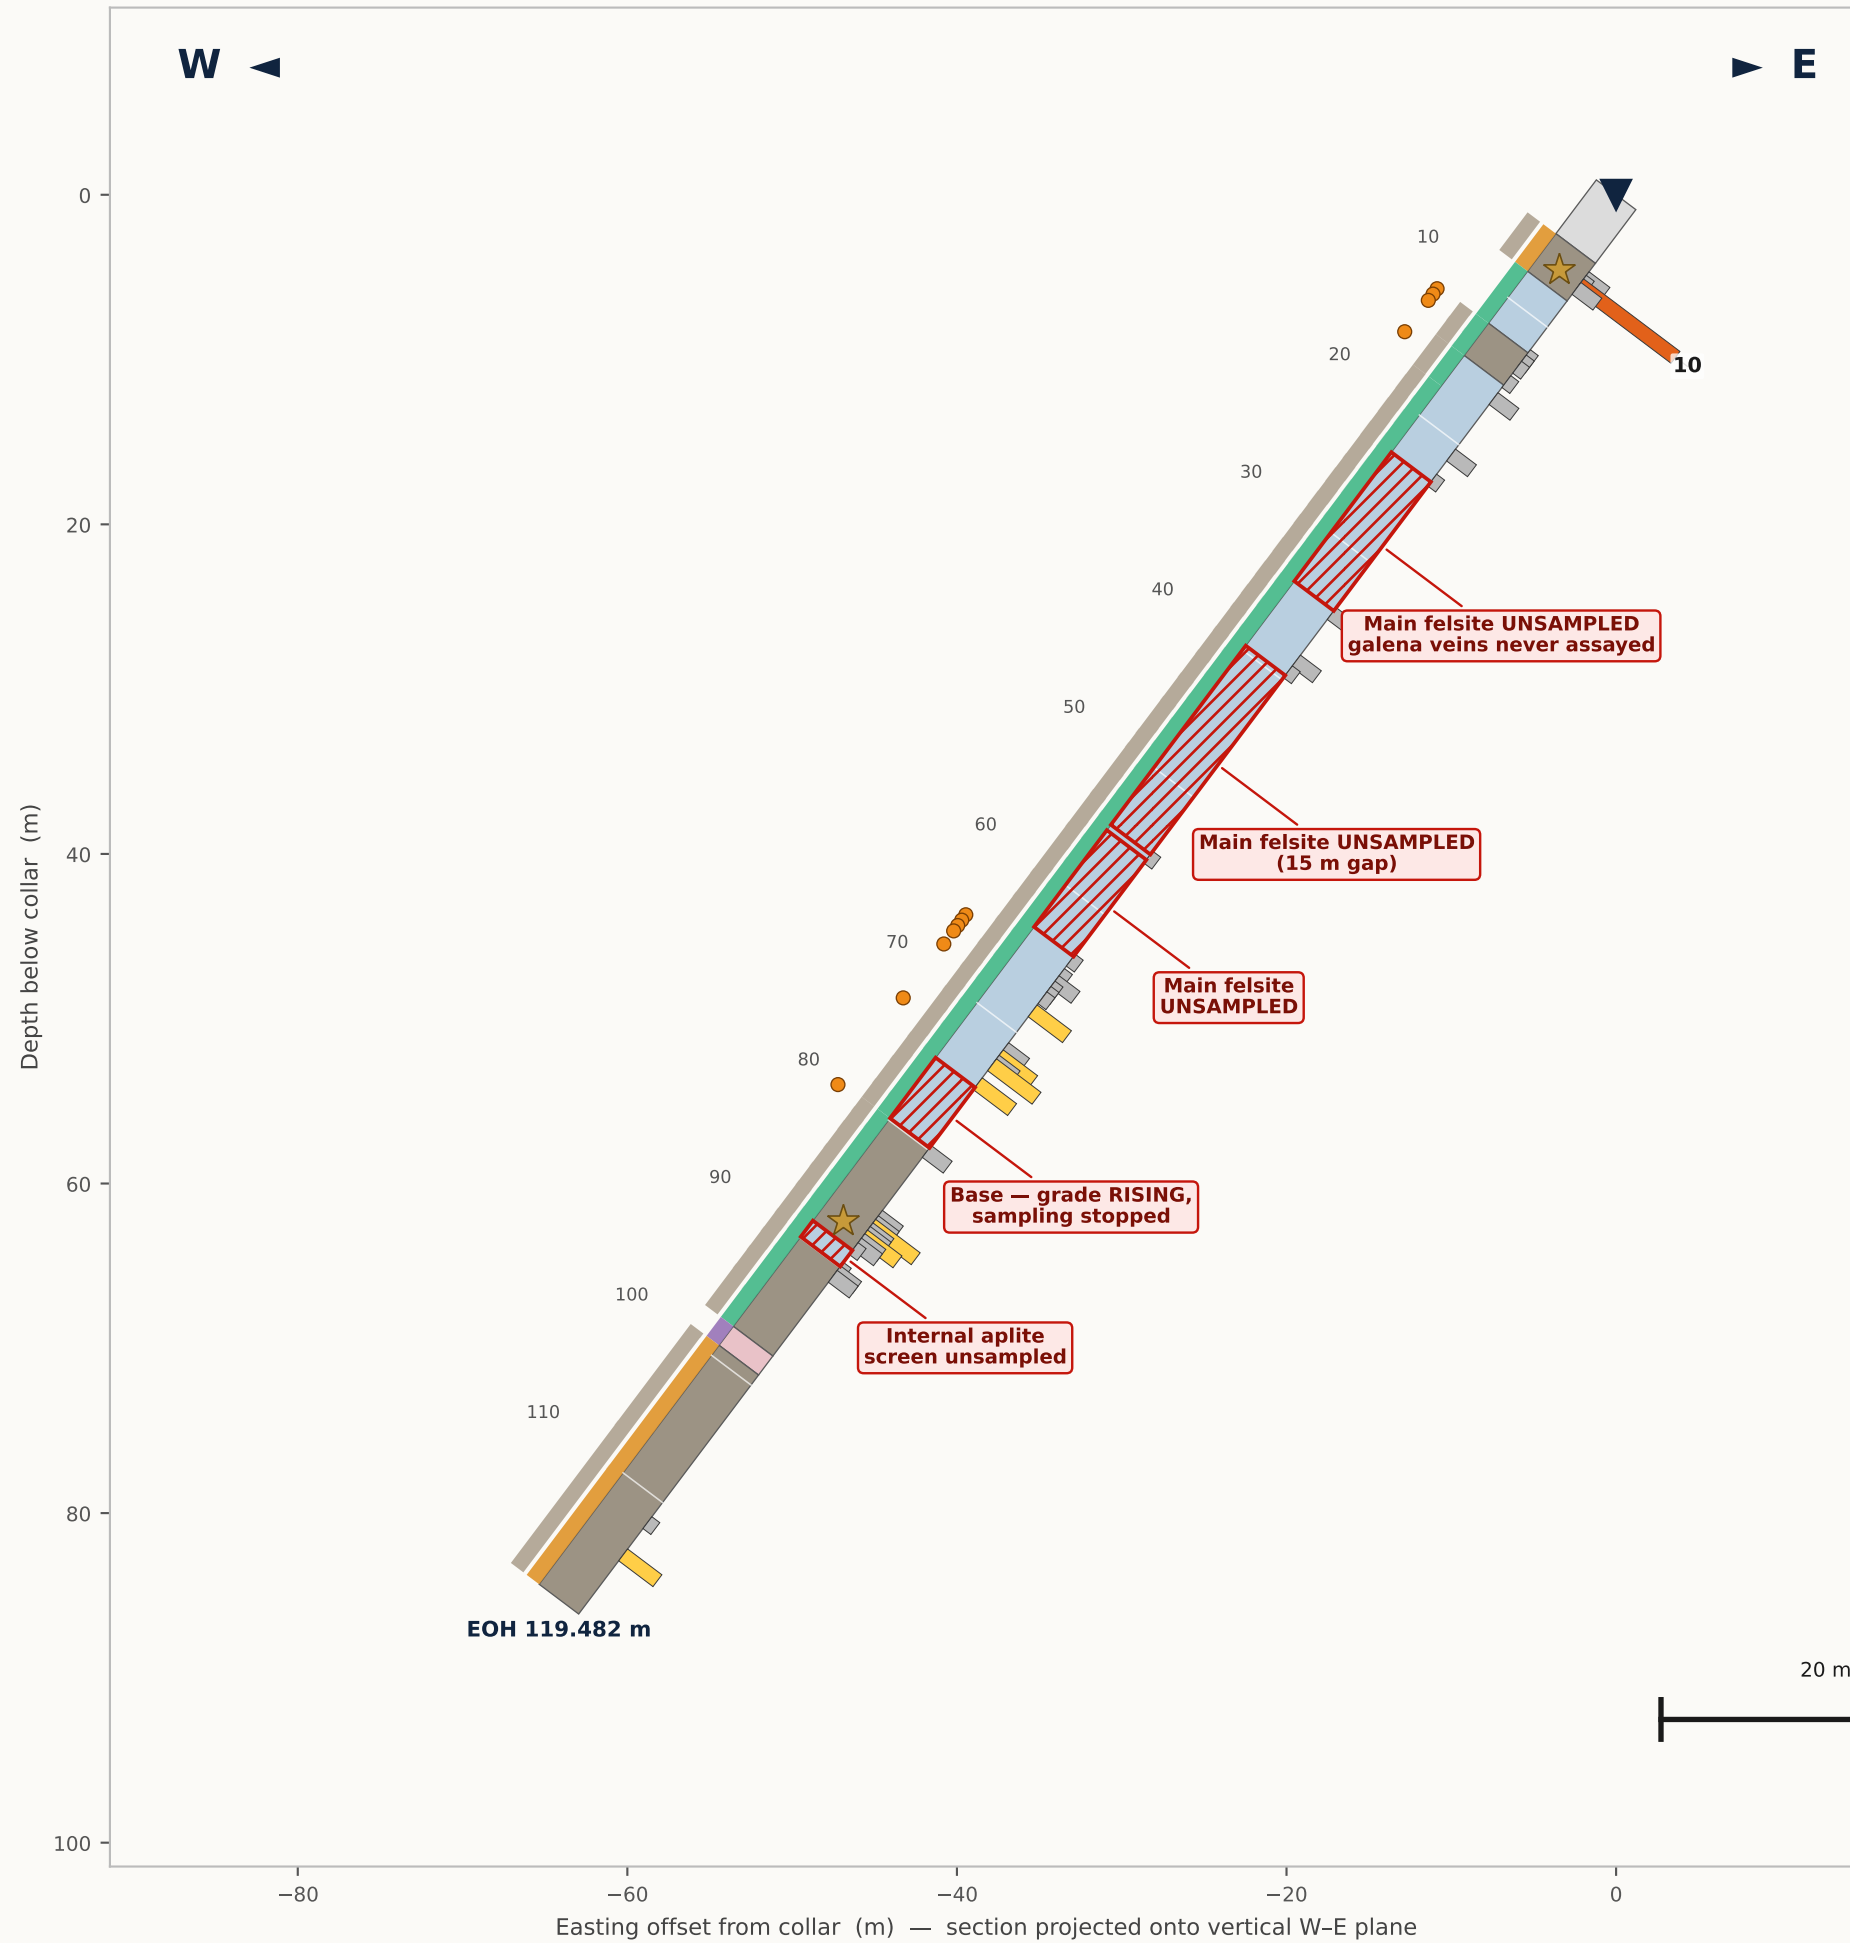 W ◄
► E
0
20
40
60
80
100
Depth below collar (m)
10
20
30
40
50
60
70
80
90
100
110
10
Main felsite UNSAMPLED
galena veins never assayed
Main felsite UNSAMPLED
(15 m gap)
Main felsite
UNSAMPLED
Base — grade RISING,
sampling stopped
Internal aplite
screen unsampled
EOH 119.482 m
20 m
−80
−60
−40
−20
0
Easting offset from collar (m) — section projected onto vertical W–E plane